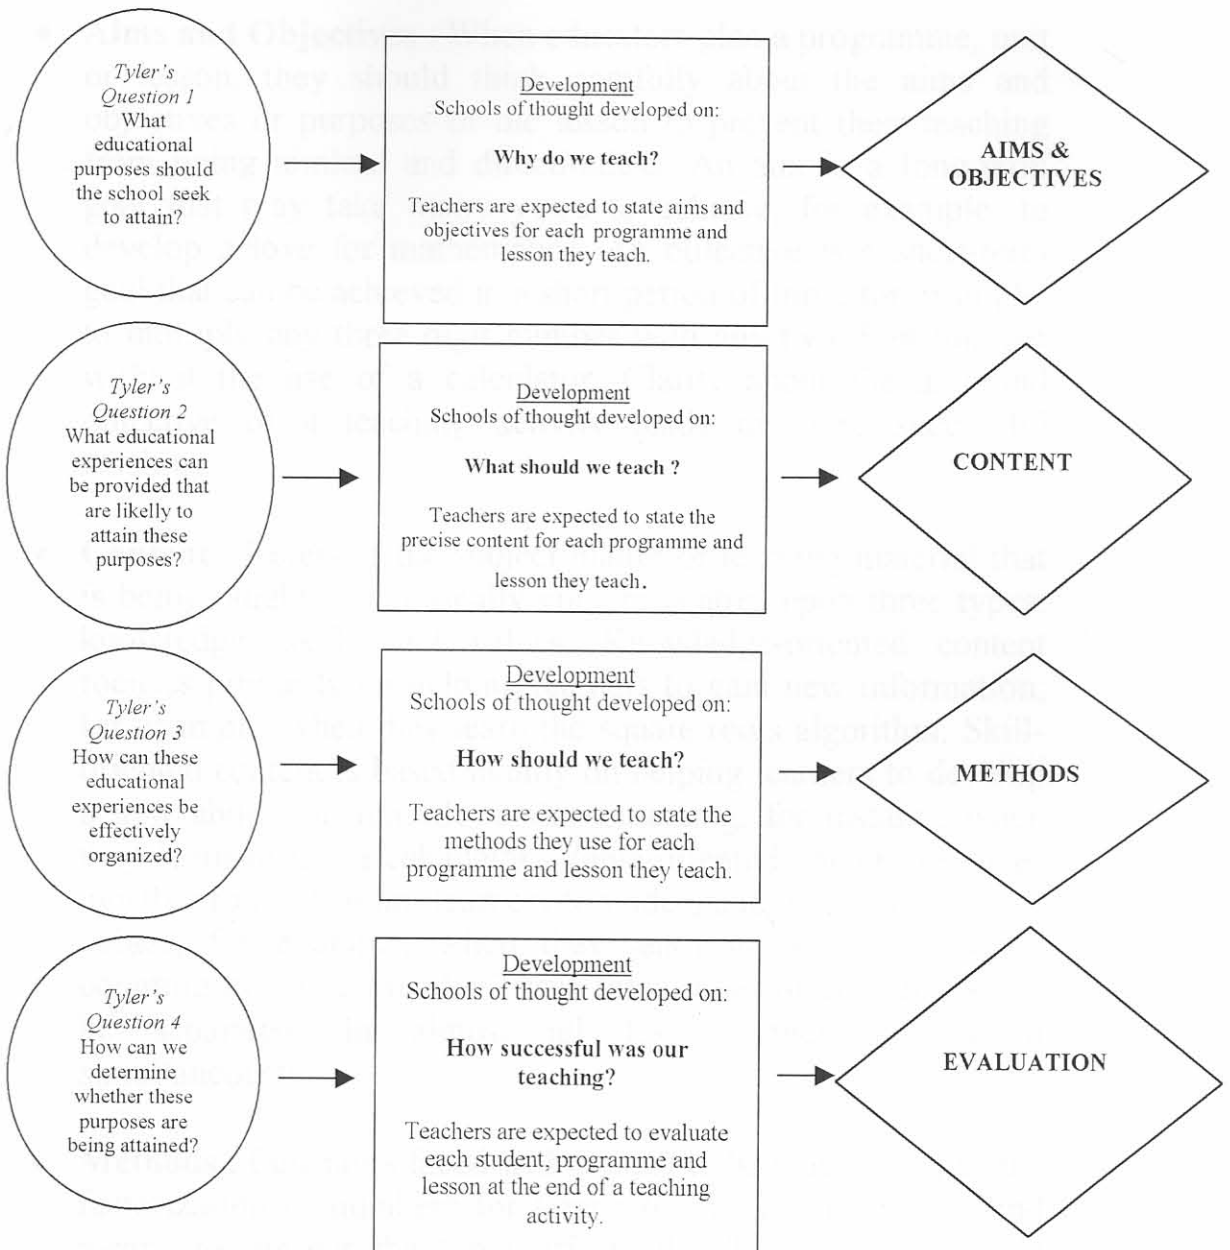 Tyler's
Question 1
What
educational
purposes should
the school seek
to attain?
Development
Schools of thought developed on:
Why do we teach?
Teachers are expected to state aims and
objectives for each programme and
lesson they teach.
AIMS &
OBJECTIVES
Tyler's
Question 2
What educational
experiences can
be provided that
are likelly to
attain these
purposes?
Development
Schools of thought developed on:
What should we teach ?
Teachers are expected to state the
precise content for each programme and
lesson they teach.
CONTENT
Tyler's
Question 3
How can these
educational
experiences be
effectively
organized?
Development
Schools of thought developed on:
How should we teach?
Teachers are expected to state the
methods they use for each
programme and lesson they teach.
METHODS
Tyler's
Question 4
How can we
determine
whether these
purposes are
being attained?
Development
Schools of thought developed on:
How successful was our
teaching?
Teachers are expected to evaluate
each student, programme and
lesson at the end of a teaching
activity.
EVALUATION